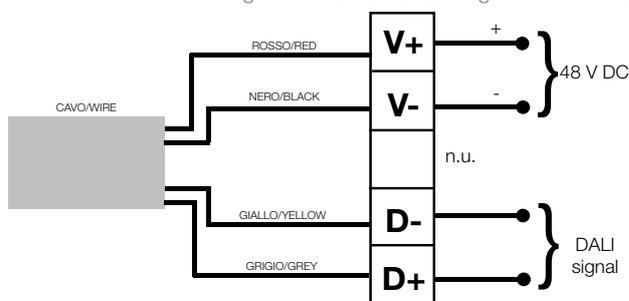 ROSSO/RED
V+
+
48 V DC
NERO/BLACK
V-
-
CAVO/WIRE
n.u.
GIALLO/YELLOW
D-
DALI
signal
GRIGIO/GREY
D+